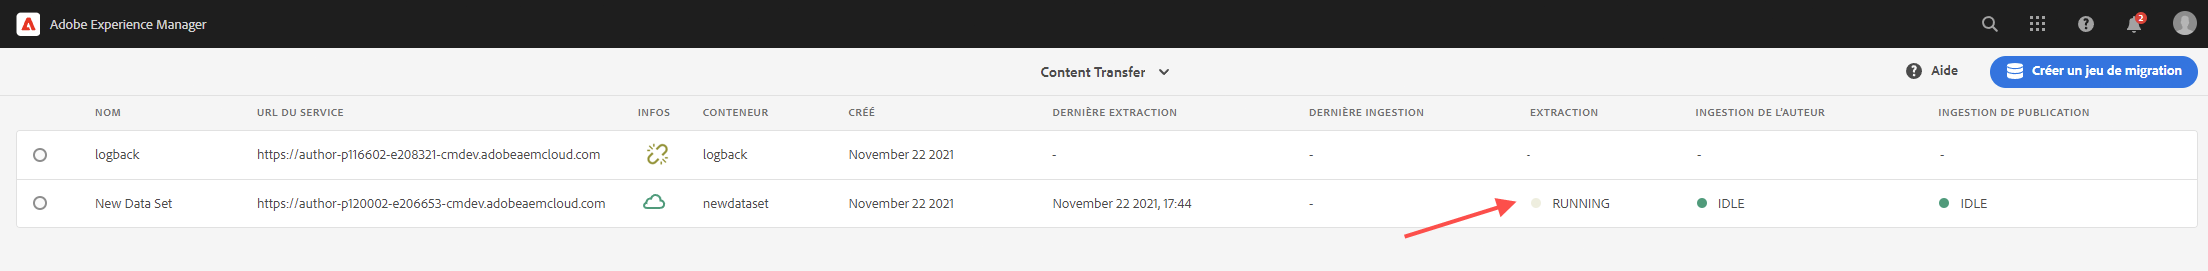 Adobe Experience Manager
2
Content Transfer
Aide
Créer un jeu de migration
NOM URL DU SERVICE INFOS CONTENEUR CRÉÉ DERNIÈRE EXTRACTION DERNIÈRE INGESTION EXTRACTION INGESTION DE L'AUTEUR INGESTION DE PUBLICATION
logback https://author-p116602-e208321-cmdev.adobeaemcloud.com logback November 22 2021 - - - - -
New Data Set https://author-p120002-e206653-cmdev.adobeaemcloud.com newdataset November 22 2021 November 22 2021, 17:44 - RUNNING IDLE IDLE